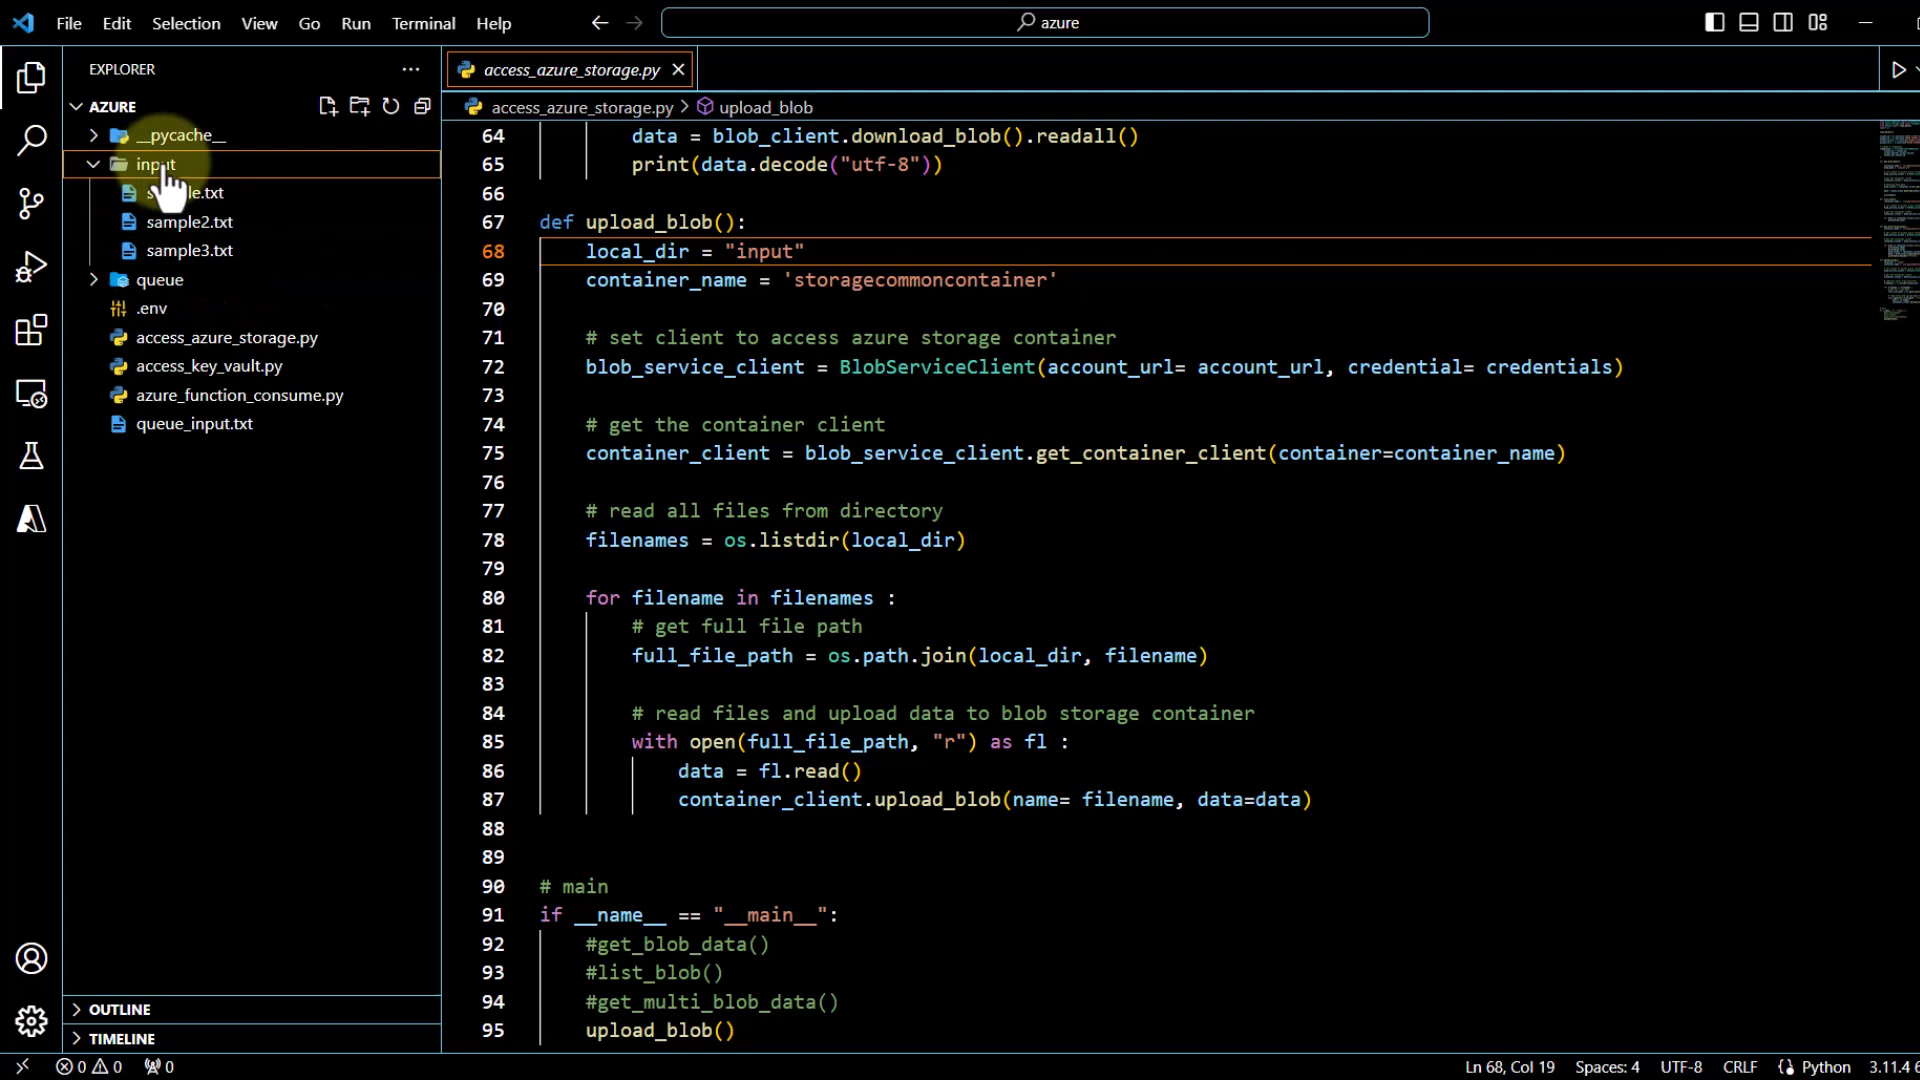 File Edit Selection View Go Run Terminal Help
azure
EXPLORER
AZURE
__pycache__
input
sample2.txt
sample3.txt
queue
.env
access_azure_storage.py
access_key_vault.py
azure_function_consume.py
queue_input.txt
OUTLINE
TIMELINE
access_azure_storage.py
access_azure_storage.py > upload_blob
64 data = blob_client.download_blob().readall()
65 print(data.decode("utf-8"))
66
67 def upload_blob():
68 local_dir = "input"
69 container_name = 'storagecommoncontainer'
70
71 # set client to access azure storage container
72 blob_service_client = BlobServiceClient(account_url= account_url, credential= credentials)
73
74 # get the container client
75 container_client = blob_service_client.get_container_client(container=container_name)
76
77 # read all files from directory
78 filenames = os.listdir(local_dir)
79
80 for filename in filenames :
81 # get full file path
82 full_file_path = os.path.join(local_dir, filename)
83
84 # read files and upload data to blob storage container
85 with open(full_file_path, "r") as fl :
86 data = fl.read()
87 container_client.upload_blob(name= filename, data=data)
88
89
90 # main
91 if __name__ == "__main__":
92 #get_blob_data()
93 #list_blob()
94 #get_multi_blob_data()
95 upload_blob()
0 0 0 Ln 68, Col 19 Spaces: 4 UTF-8 CRLF Python 3.11.4